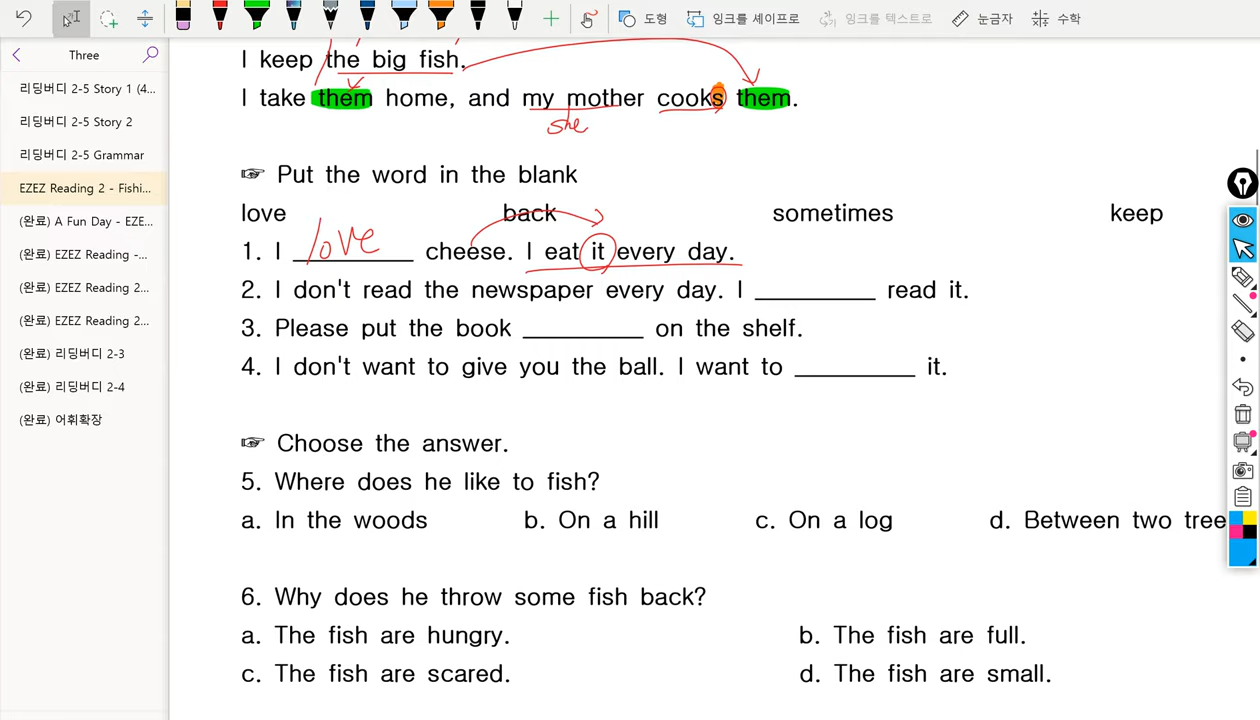 도형 잉크를 셰이프로 잉크를 텍스트로 눈금자 수학
Three
리딩버디 2-5 Story 1 (4...
리딩버디 2-5 Story 2
리딩버디 2-5 Grammar
EZEZ Reading 2 - Fishi...
(완료) A Fun Day - EZE...
(완료) EZEZ Reading -...
(완료) EZEZ Reading 2...
(완료) EZEZ Reading 2...
(완료) 리딩버디 2-3
(완료) 리딩버디 2-4
(완료) 어휘확장
I keep the big fish.
I take them home, and my mother cooks them.
she
☞ Put the word in the blank
love back sometimes keep
1. I love cheese. I eat it every day.
2. I don't read the newspaper every day. I __________ read it.
3. Please put the book __________ on the shelf.
4. I don't want to give you the ball. I want to __________ it.
☞ Choose the answer.
5. Where does he like to fish?
a. In the woods b. On a hill c. On a log d. Between two tree
6. Why does he throw some fish back?
a. The fish are hungry. b. The fish are full.
c. The fish are scared. d. The fish are small.